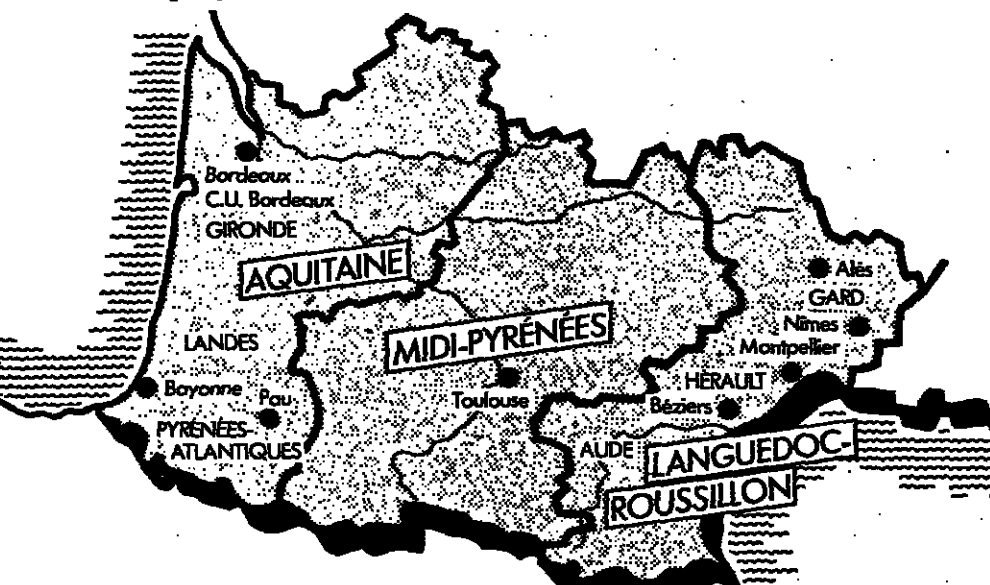 Bordeaux
C.U. Bordeaux
GIRONDE
AQUITAINE
LANDES
Bayonne
Pau
PYRÉNÉES-
ATLANTIQUES
MIDI-PYRÉNÉES
Toulouse
Alès
GARD
Nîmes
Montpellier
HÉRAULT
Béziers
AUDE
LANGUEDOC-
ROUSSILLON